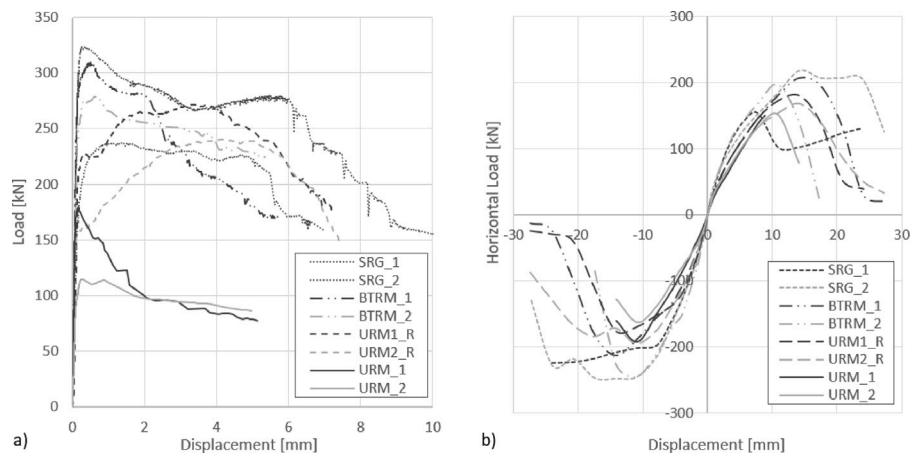 350
300
250
200
150
100
50
0
Load [kN]
0 2 4 6 8 10
Displacement [mm]
SRG_1
SRG_2
BTRM_1
BTRM_2
URM1_R
URM2_R
URM_1
URM_2
a)
300
200
100
0
-100
-200
-300
Horizontal Load [kN]
-30 -20 -10 0 10 20 30
Displacement [mm]
SRG_1
SRG_2
BTRM_1
BTRM_2
URM1_R
URM2_R
URM_1
URM_2
b)